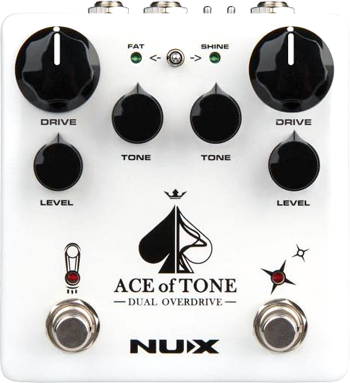 FAT <-> SHINE
DRIVE DRIVE
TONE TONE
LEVEL LEVEL
ACE of TONE
DUAL OVERDRIVE
NUX